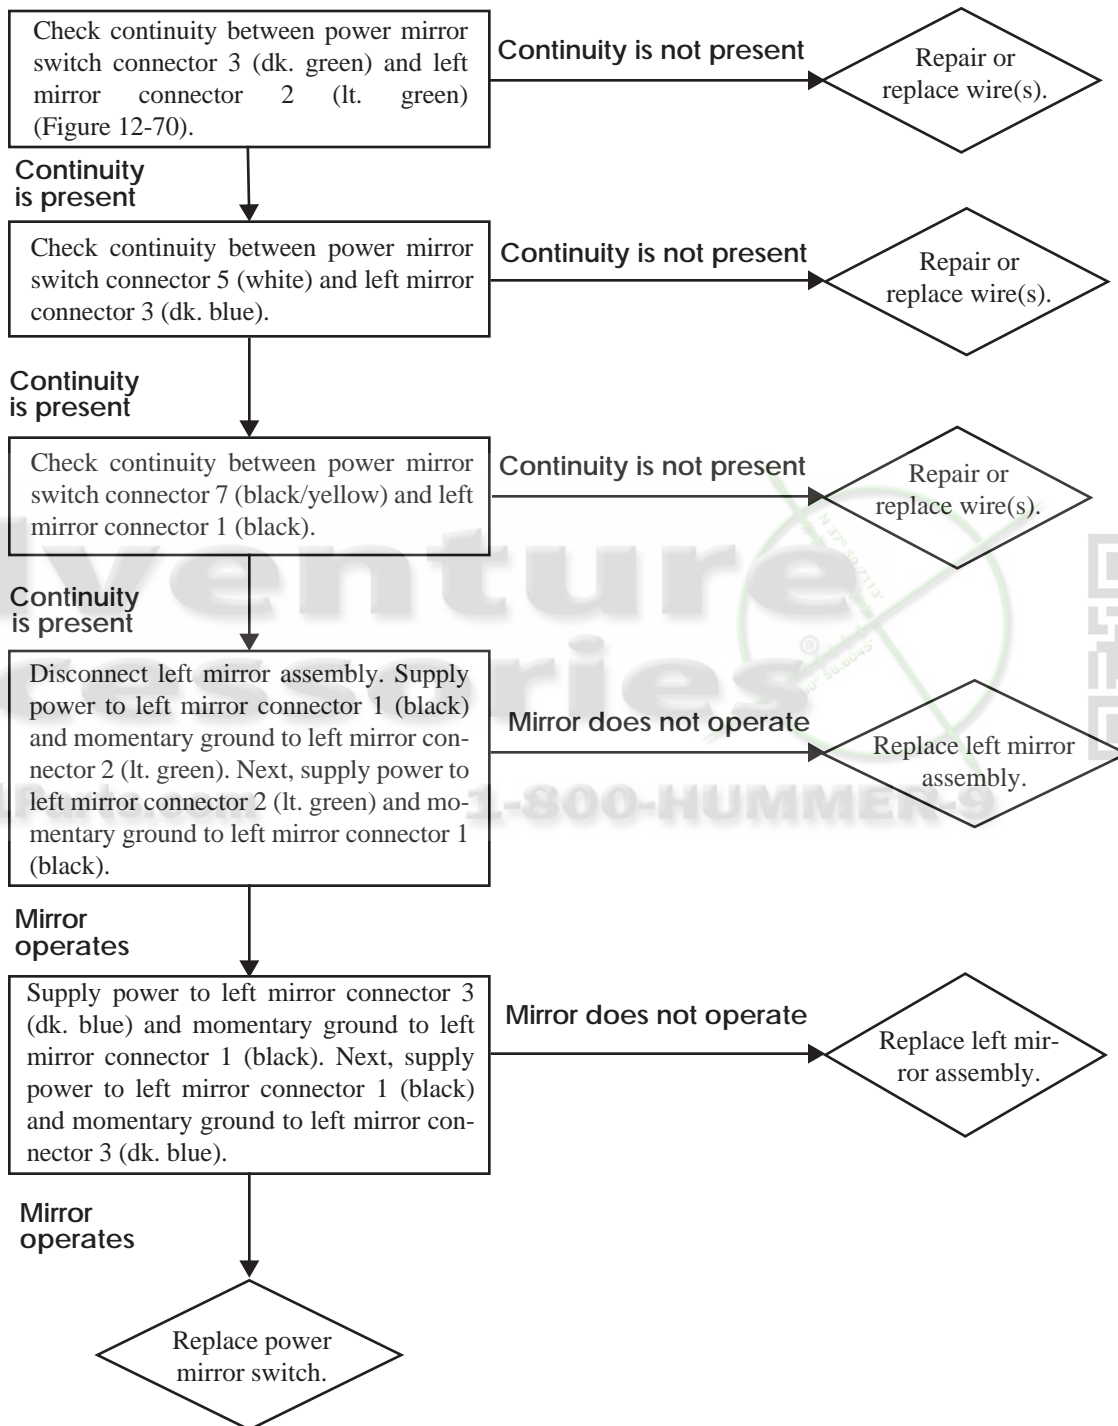 Check continuity between power mirror
switch connector 3 (dk. green) and left
mirror connector 2 (lt. green)
(Figure 12-70).
Continuity is not present
Repair or
replace wire(s).
Continuity
is present
Check continuity between power mirror
switch connector 5 (white) and left mirror
connector 3 (dk. blue).
Continuity is not present
Repair or
replace wire(s).
Continuity
is present
Check continuity between power mirror
switch connector 7 (black/yellow) and left
mirror connector 1 (black).
Continuity is not present
Repair or
replace wire(s).
Continuity
is present
Disconnect left mirror assembly. Supply
power to left mirror connector 1 (black)
and momentary ground to left mirror con-
nector 2 (lt. green). Next, supply power to
left mirror connector 2 (lt. green) and mo-
mentary ground to left mirror connector 1
(black).
Mirror does not operate
Replace left mirror
assembly.
Mirror
operates
Supply power to left mirror connector 3
(dk. blue) and momentary ground to left
mirror connector 1 (black). Next, supply
power to left mirror connector 1 (black)
and momentary ground to left mirror con-
nector 3 (dk. blue).
Mirror does not operate
Replace left mir-
ror assembly.
Mirror
operates
Replace power
mirror switch.
dventure
cessories
®
N 37° 59.7113'
1Parts.com
1-800-HUMMER-9